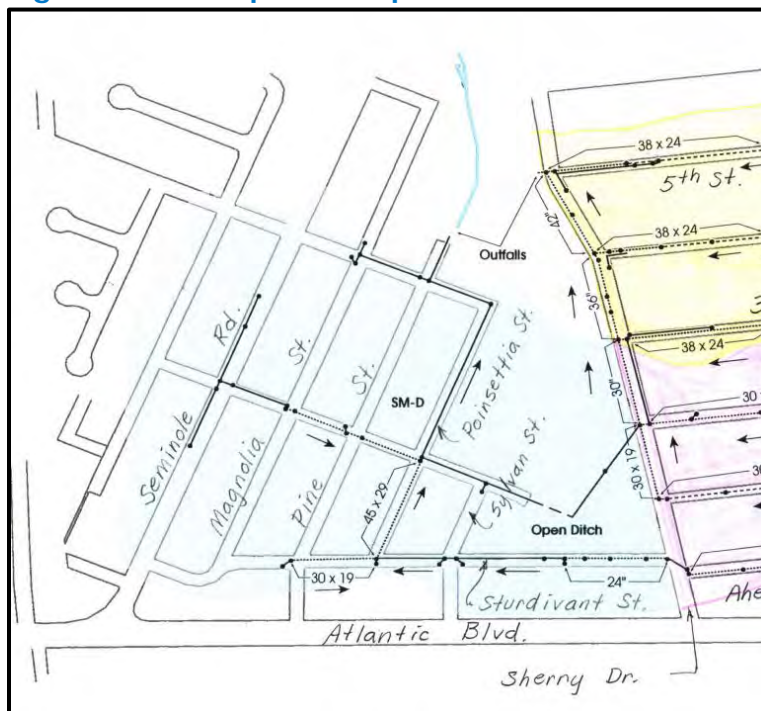 38 x 24
5th St.
42"
Outfalls
38 x 24
36"
38 x 24
30"
Rd.
St.
St.
SM-D
Poinsettia St.
30
Seminole
Magnolia
Pine
45 x 29
Sylvan St.
30 x 19
Open Ditch
30 x 19
24"
Sturdivant St.
Ahe
Atlantic Blvd.
Sherry Dr.